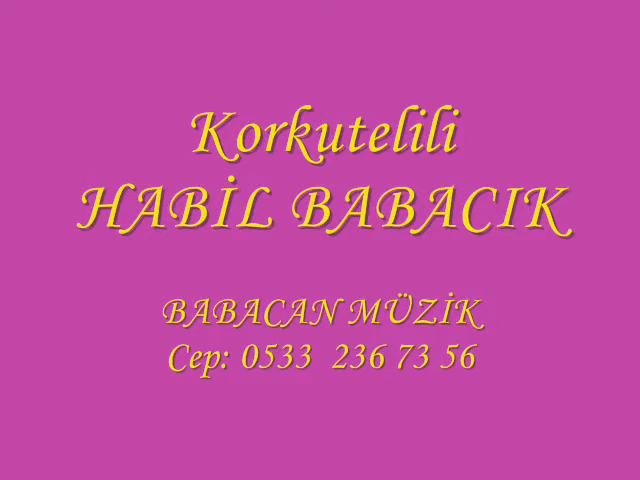 Korkutelili
HABİL BABACIK
BABACAN MÜZİK
Cep: 0533 236 73 56